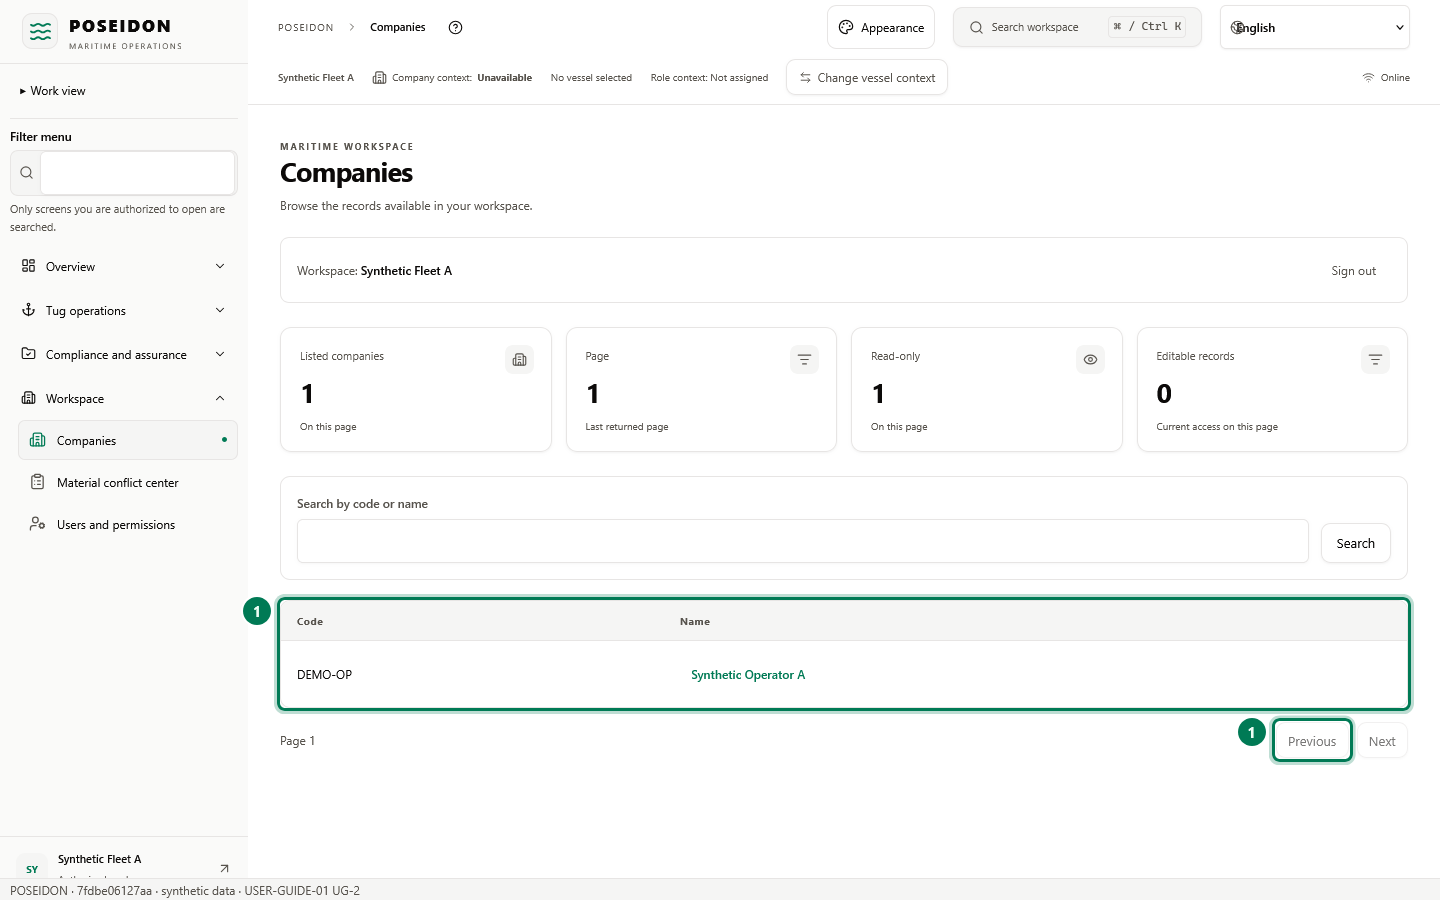 POSEIDON
MARITIME OPERATIONS
Work view
Filter menu
Only screens you are authorized to open are
searched.
Overview
Tug operations
Compliance and assurance
Workspace
Companies
Material conflict center
Users and permissions
SY
Synthetic Fleet A
POSEIDON
Companies
Appearance
Search workspace
⌘ / Ctrl K
English
Synthetic Fleet A
Company context: Unavailable
No vessel selected
Role context: Not assigned
Change vessel context
Online
MARITIME WORKSPACE
Companies
Browse the records available in your workspace.
Workspace: Synthetic Fleet A
Sign out
Listed companies
1
On this page
Page
1
Last returned page
Read-only
1
On this page
Editable records
0
Current access on this page
Search by code or name
Search
1
Code Name
DEMO-OP Synthetic Operator A
Page 1
1
Previous
Next
POSEIDON · 7fdbe06127aa · synthetic data · USER-GUIDE-01 UG-2